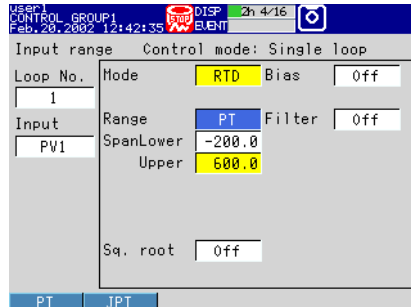 user1
CONTROL GROUP1
Feb.20.2002 12:42:35
STOP
DISP
EVENT
2h 4/16
Input range Control mode: Single loop
Loop No.
1
Input
PV1
Mode RTD Bias Off
Range PT Filter Off
SpanLower -200.0
Upper 600.0
Sq. root Off
PT JPT